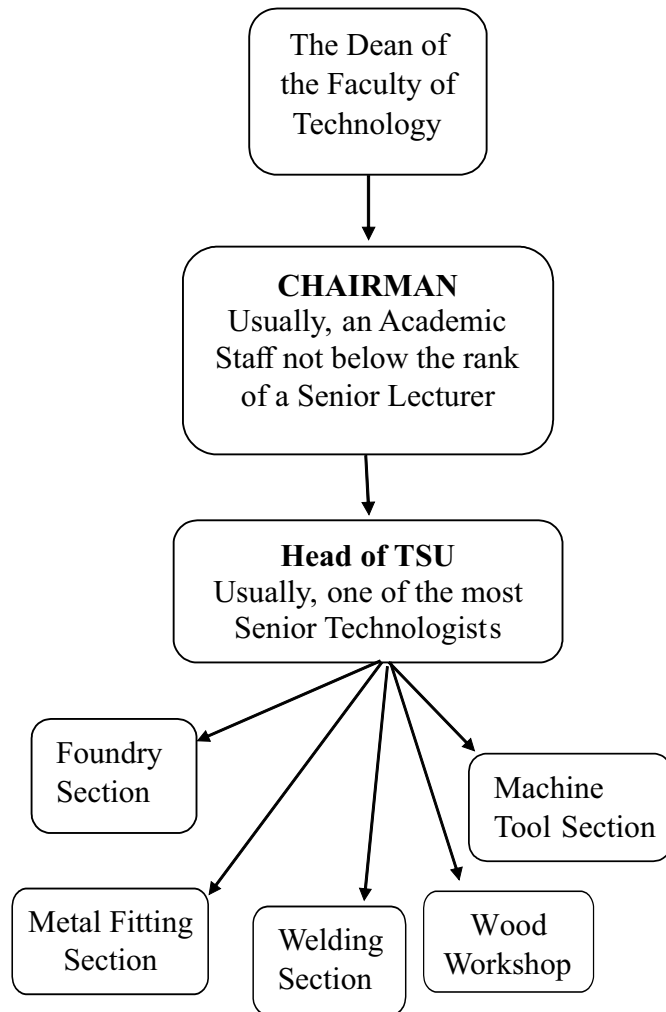 The Dean of
the Faculty of
Technology
CHAIRMAN
Usually, an Academic
Staff not below the rank
of a Senior Lecturer
Head of TSU
Usually, one of the most
Senior Technologists
Foundry
Section
Machine
Tool Section
Metal Fitting
Section
Welding
Section
Wood
Workshop